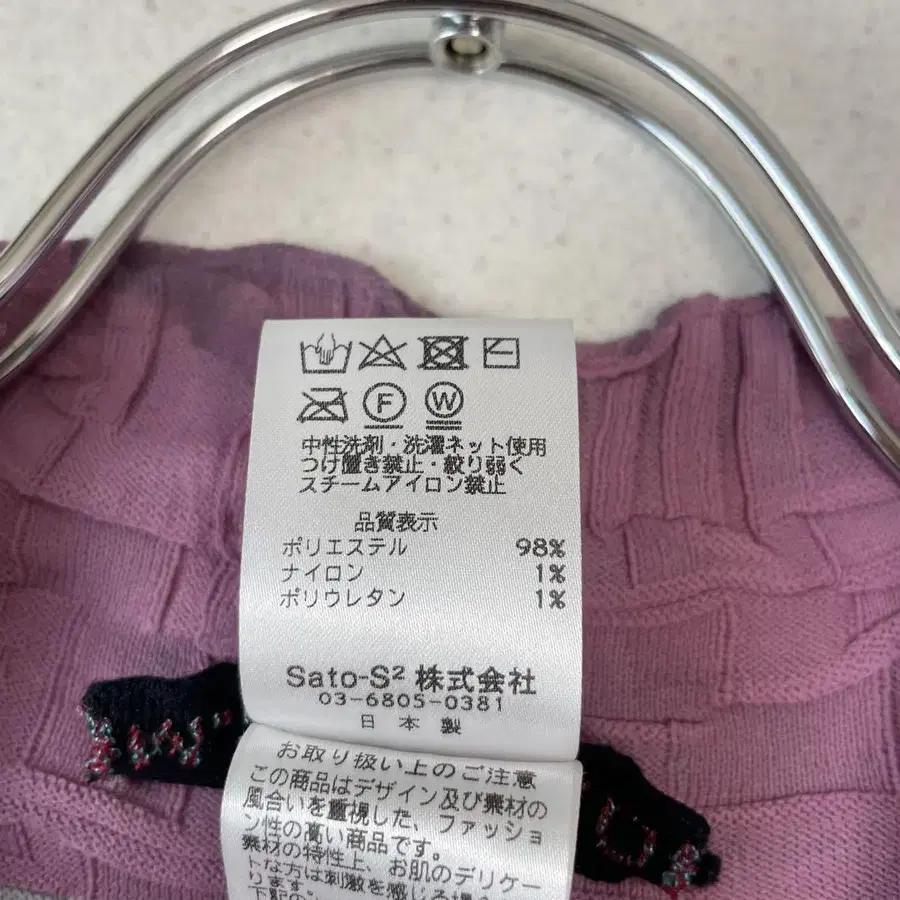 F W
中性洗剤・洗濯ネット使用
つけ置き禁止・絞り弱く
スチームアイロン禁止
品質表示
ポリエステル 98%
ナイロン 1%
ポリウレタン 1%
Sato-S² 株式会社
03-6805-0381
日本製
お取り扱い上のご注意
この商品はデザイン及び素材の
風合いを重視した、ファッショ
ン性の高い商品です。
素材の特性上、お肌のデリケー
トな方は刺激を感じる場合
ります。